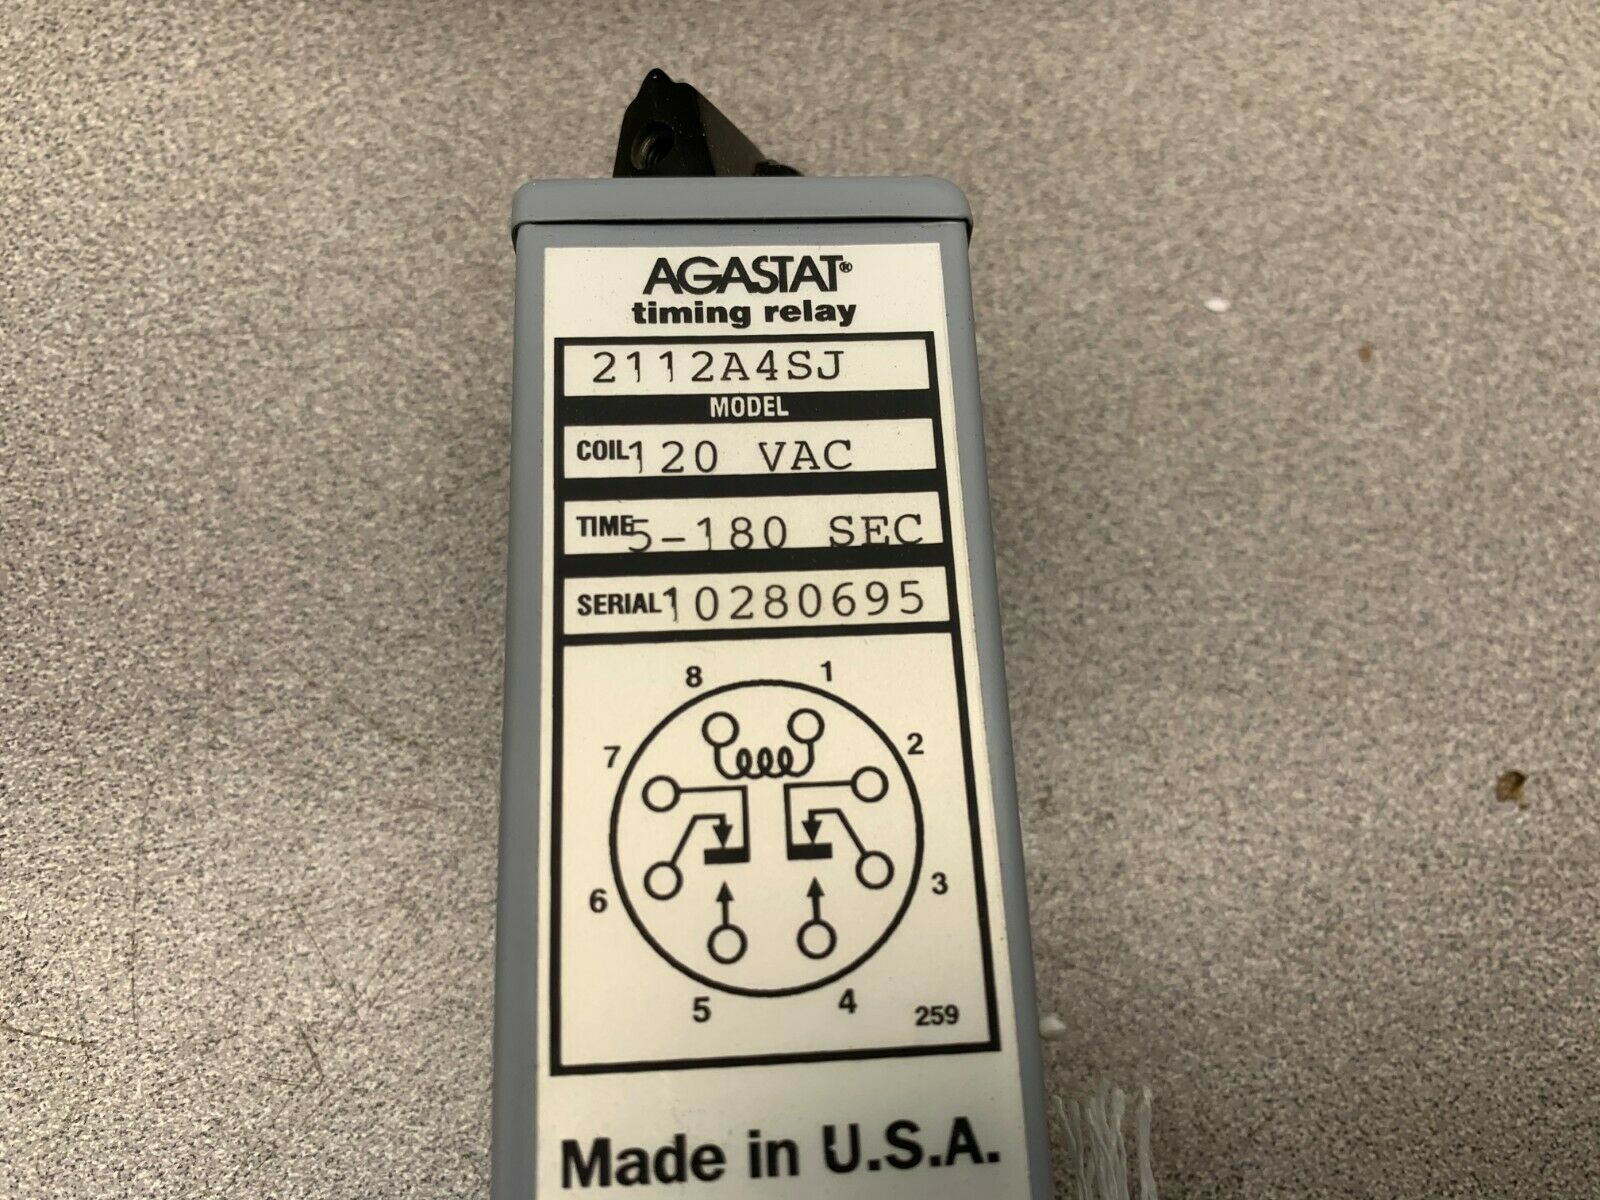 AGASTAT®
timing relay
2112A4SJ
MODEL
COIL 120 VAC
TIME 5-180 SEC
SERIAL 10280695
8 1
7 2
6 3
5 4
259
Made in U.S.A.